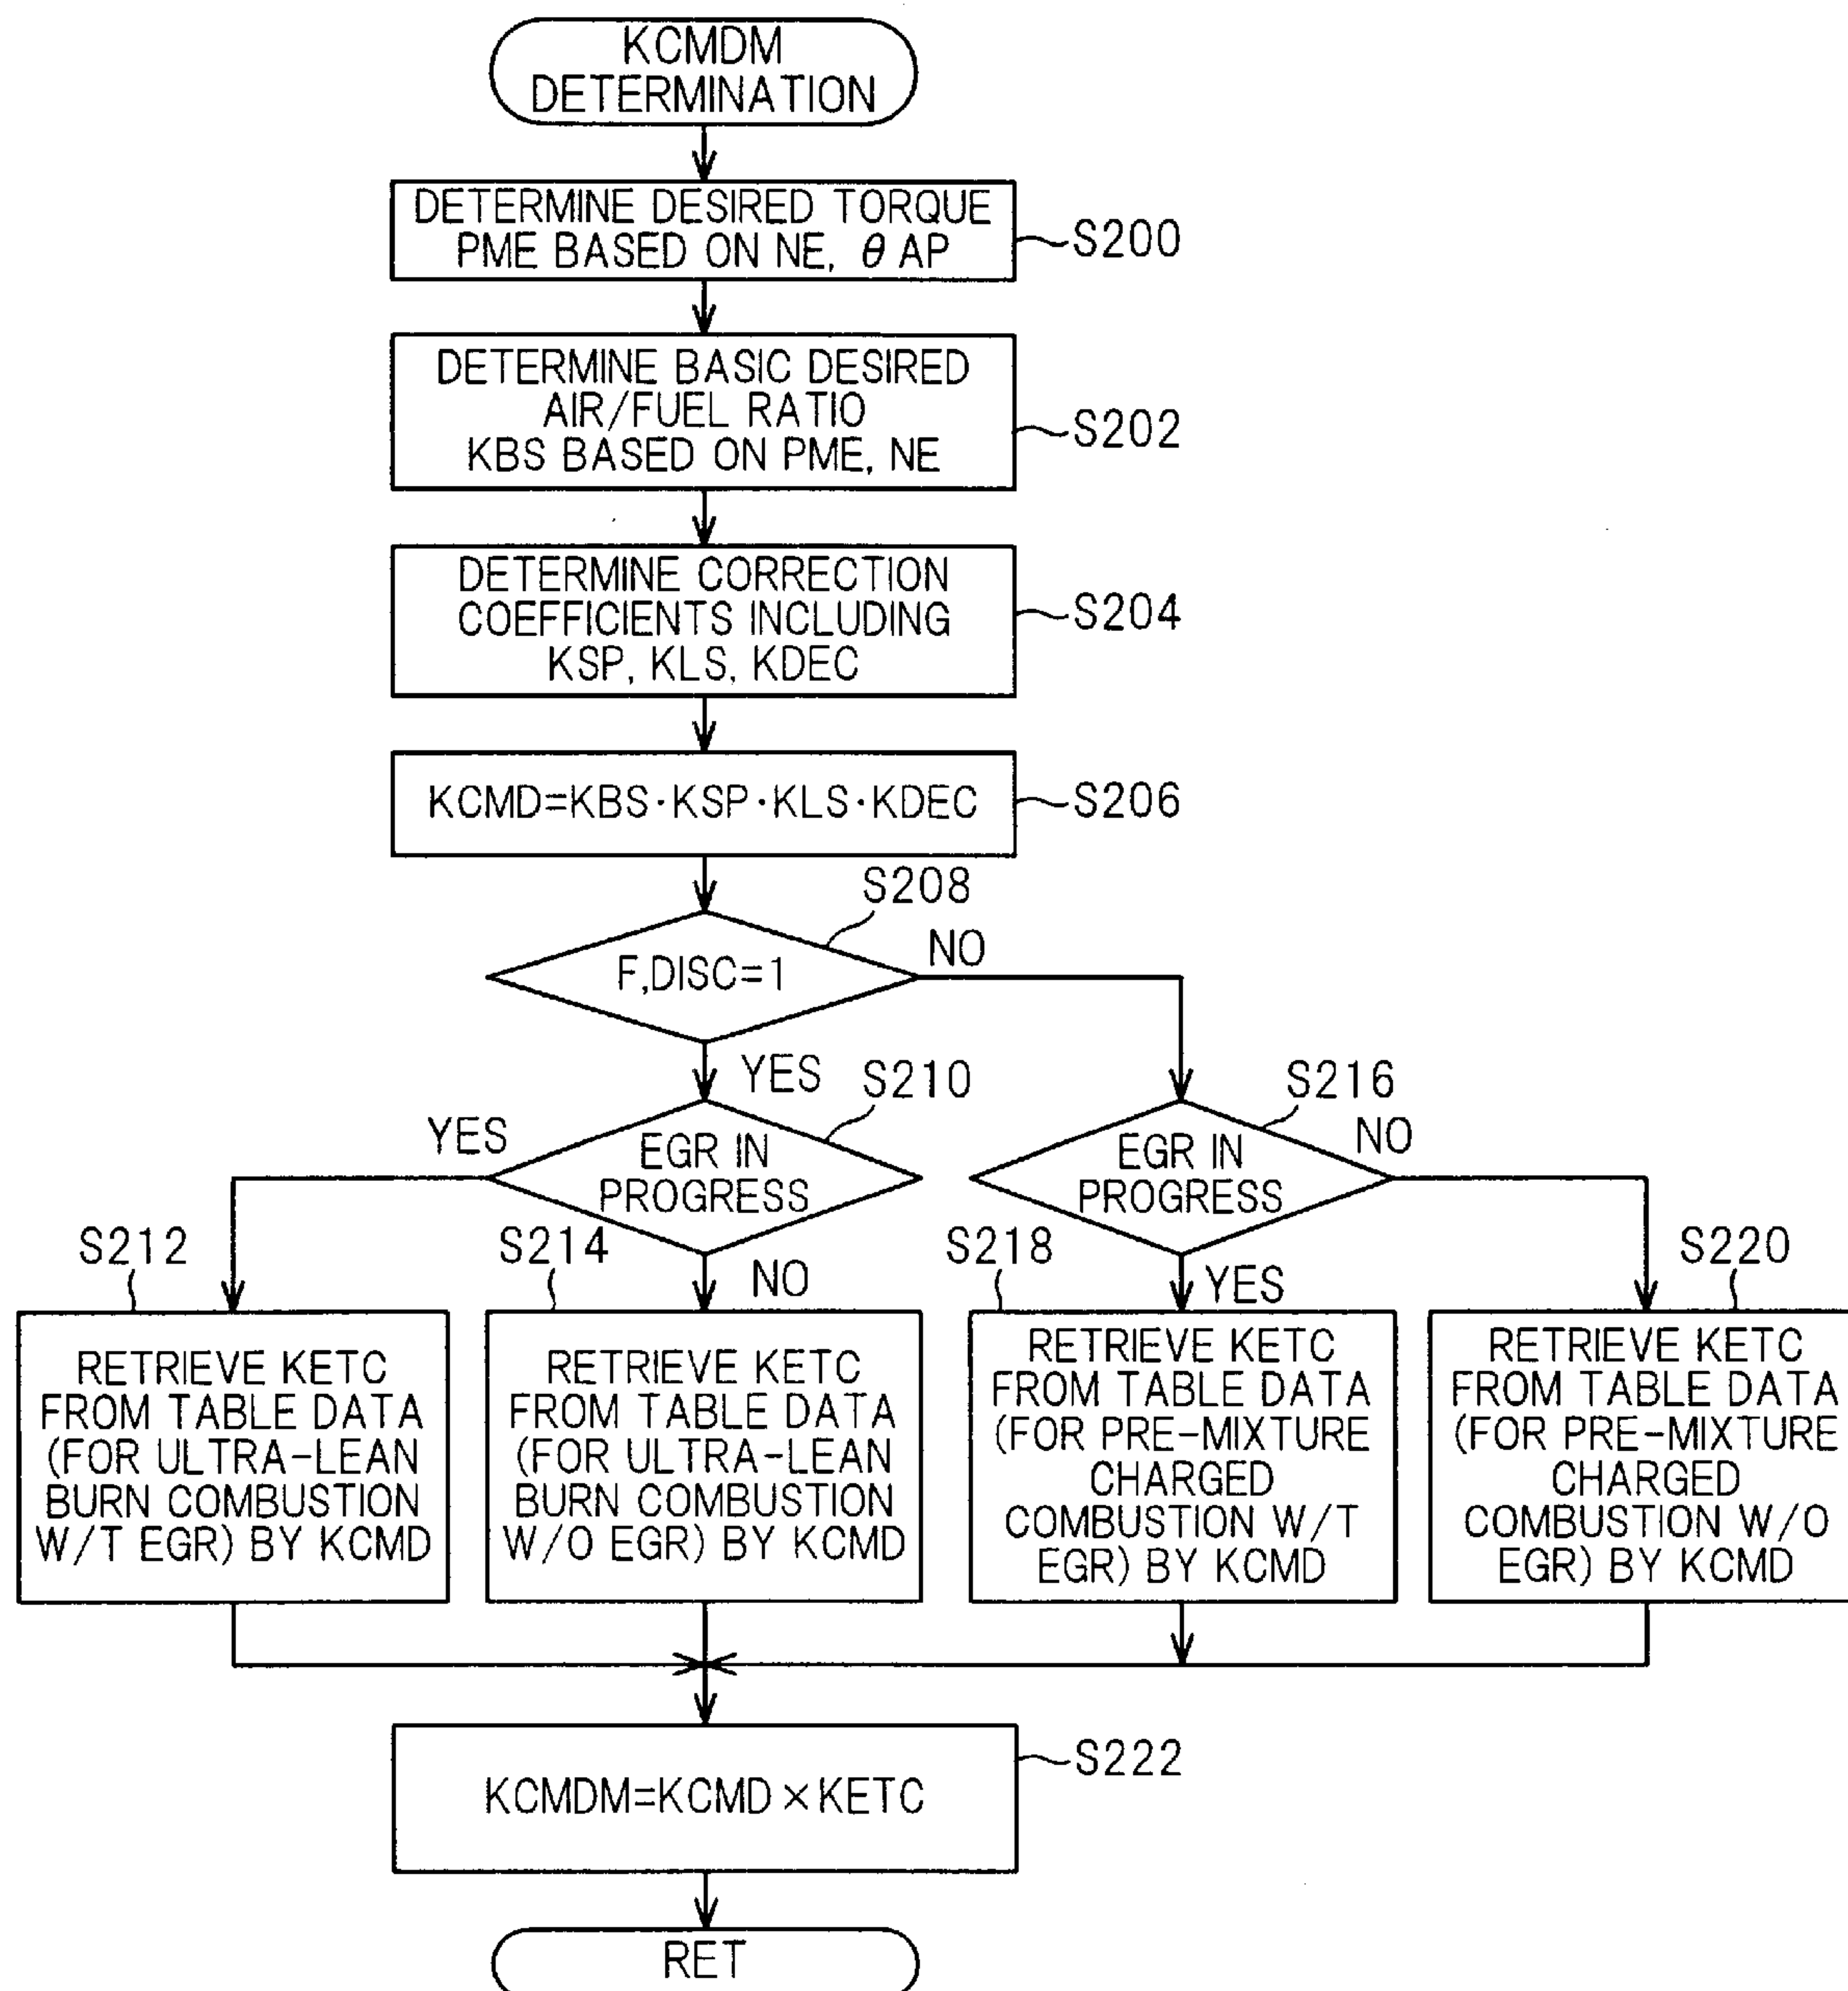 KCMDM
DETERMINATION
DETERMINE DESIRED TORQUE
PME BASED ON NE, θ AP
S200
DETERMINE BASIC DESIRED
AIR/FUEL RATIO
KBS BASED ON PME, NE
S202
DETERMINE CORRECTION
COEFFICIENTS INCLUDING
KSP, KLS, KDEC
S204
KCMD=KBS·KSP·KLS·KDEC
S206
S208
F,DISC=1
NO
YES
S210
S216
YES
EGR IN
PROGRESS
NO
EGR IN
PROGRESS
NO
YES
S212
RETRIEVE KETC
FROM TABLE DATA
(FOR ULTRA-LEAN
BURN COMBUSTION
W/T EGR) BY KCMD
S214
RETRIEVE KETC
FROM TABLE DATA
(FOR ULTRA-LEAN
BURN COMBUSTION
W/O EGR) BY KCMD
S218
RETRIEVE KETC
FROM TABLE DATA
(FOR PRE-MIXTURE
CHARGED
COMBUSTION W/T
EGR) BY KCMD
S220
RETRIEVE KETC
FROM TABLE DATA
(FOR PRE-MIXTURE
CHARGED
COMBUSTION W/O
EGR) BY KCMD
KCMDM=KCMD×KETC
S222
RET